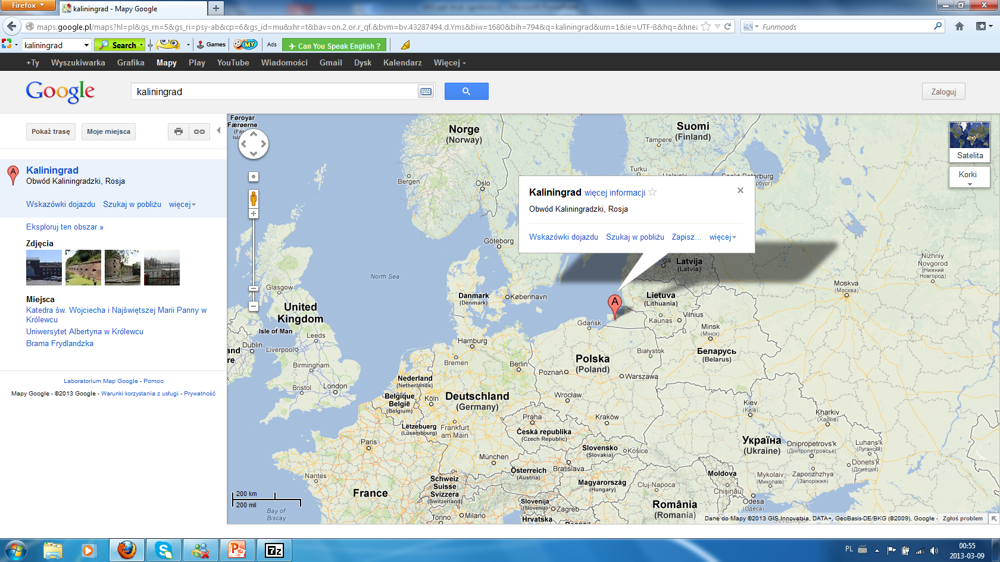 Firefox
kaliningrad - Mapy Google
maps.google.pl/maps?hl=pl&gs_rn=5&gs_ri=psy-ab&cp=6&gs_id=mu&xhr=t&bav=on.2,or.r_qf.&bvm=bv.43287494,d.Yms&biw=1680&bih=794&q=kaliningrad&um=1&ie=UTF-8&hq=&hnea
Funmoods
kaliningrad
Search
Games
MY
Ads
Can You Speak English ?
+Ty Wyszukiwarka Grafika Mapy Play YouTube Wiadomości Gmail Dysk Kalendarz Więcej
Google
kaliningrad
Zaloguj
Pokaż trasę
Moje miejsca
A
Kaliningrad
Obwód Kaliningradzki, Rosja
Wskazówki dojazdu Szukaj w pobliżu więcej
Eksploruj ten obszar »
Zdjęcia
Miejsca
Katedra św. Wojciecha i Najświętszej Marii Panny w
Królewcu
Uniwersytet Albertyna w Królewcu
Brama Frydlandzka
Laboratorium Map Google - Pomoc
Mapy Google - ©2013 Google - Warunki korzystania z usługi - Prywatność
Føroyar
Færøerne
Norge
(Norway)
Suomi
(Finland)
Tampere
Turku
Bergen
Oslo
Satelita
Korki
Kaliningrad więcej informacji
Obwód Kaliningradzki, Rosja
Wskazówki dojazdu Szukaj w pobliżu Zapisz... więcej
Göteborg
Latvija
(Latvia)
Nizhniy
Novgorod
(Нижний
Новгород)
North Sea
Moskva
(Москва)
Glasgow
Danmark
(Denmark)
København
A
Lietuva
(Lithuania)
United
Kingdom
Vilnius
Kaunas
Gdańsk
Isle of Man
Minsk
(Мінск)
Leeds
Dublin
Liverpool
Hamburg
Białystok
Беларусь
(Belarus)
Birmingham
Bremen
Berlin
Polska
(Poland)
Poznań
Warszawa
Nederland
(Netherlands)
Bristol
London
België
Belgique
(Belgium)
Köln
Deutschland
(Germany)
Wrocław
Kiev
(Київ)
Praha
Kraków
Kharkiv
(Харків)
Lëtzebuerg
(Luxembourg)
Frankfurt
am Main
Česká republika
(Czech Republic)
Paris
Slovensko
(Slovakia)
Košice
Україна
(Ukraine)
Dnipropetrovs'k
(Дніпропетровськ)
Luhans'k
(Луганськ)
München
Donets'k
(Донецьк)
Österreich
(Austria)
Bratislava
Moldova
Mykolaiv
(Миколаїв)
Zaporizhzhya
(Запоріжжя)
Nantes
Schweiz
Suisse
Svizzera
(Switzerland)
Magyarország
(Hungary)
Cluj-Napoca
Chișinău
France
200 km
200 mil
Bay of
Biscay
Slovenija
(Slovenia)
Zagreb
România
(Romania)
Odesa
(Одеса)
Torino
Milano
Hrvatska
Dane do Mapy ©2013 GIS Innovatsia, DATA+, GeoBasis-DE/BKG (©2009), Google -
Zgłoś problem
7z
PL
00:55
2013-03-09